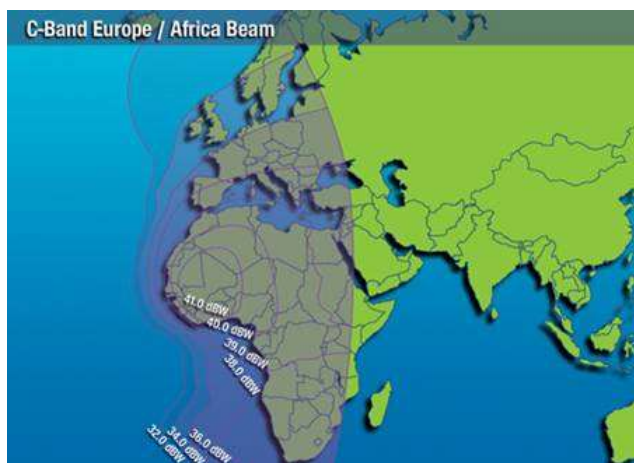 C-Band Europe / Africa Beam
41.0 dBW
40.0 dBW
39.0 dBW
38.0 dBW
36.0 dBW
34.0 dBW
32.0 dBW